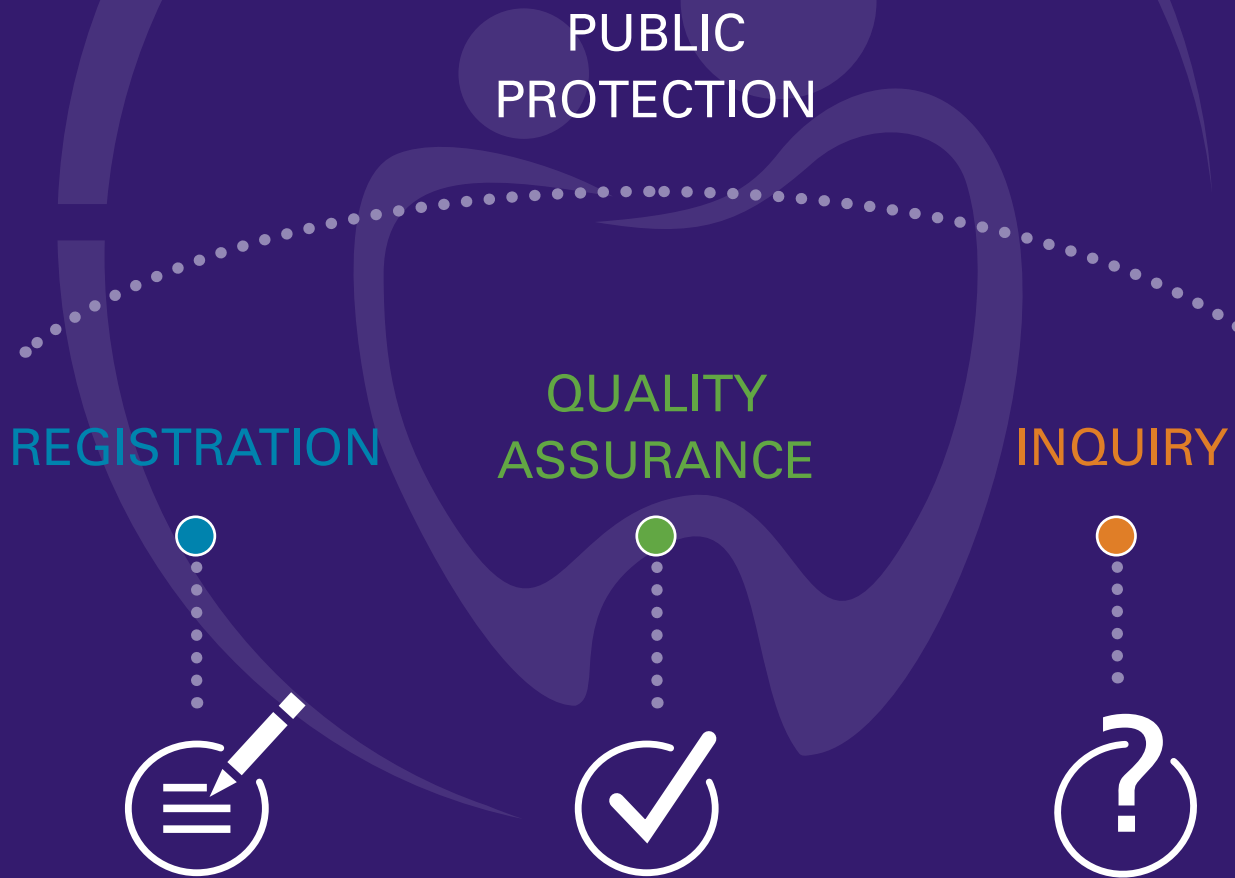 PUBLIC
PROTECTION
REGISTRATION
QUALITY
ASSURANCE
INQUIRY
?